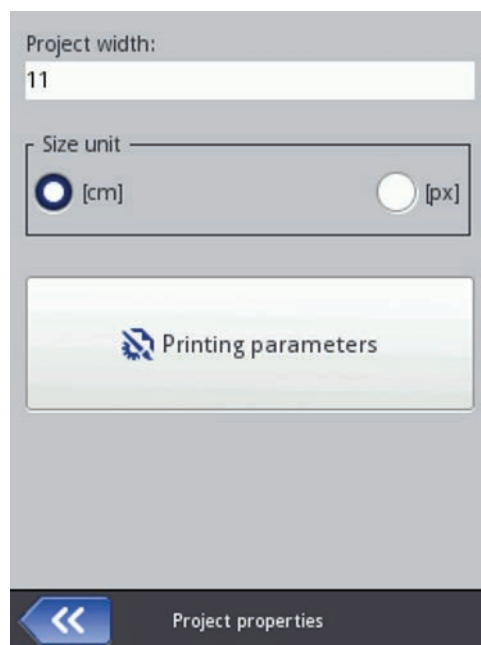 Project width:
11
Size unit
[cm]
[px]
Printing parameters
Project properties